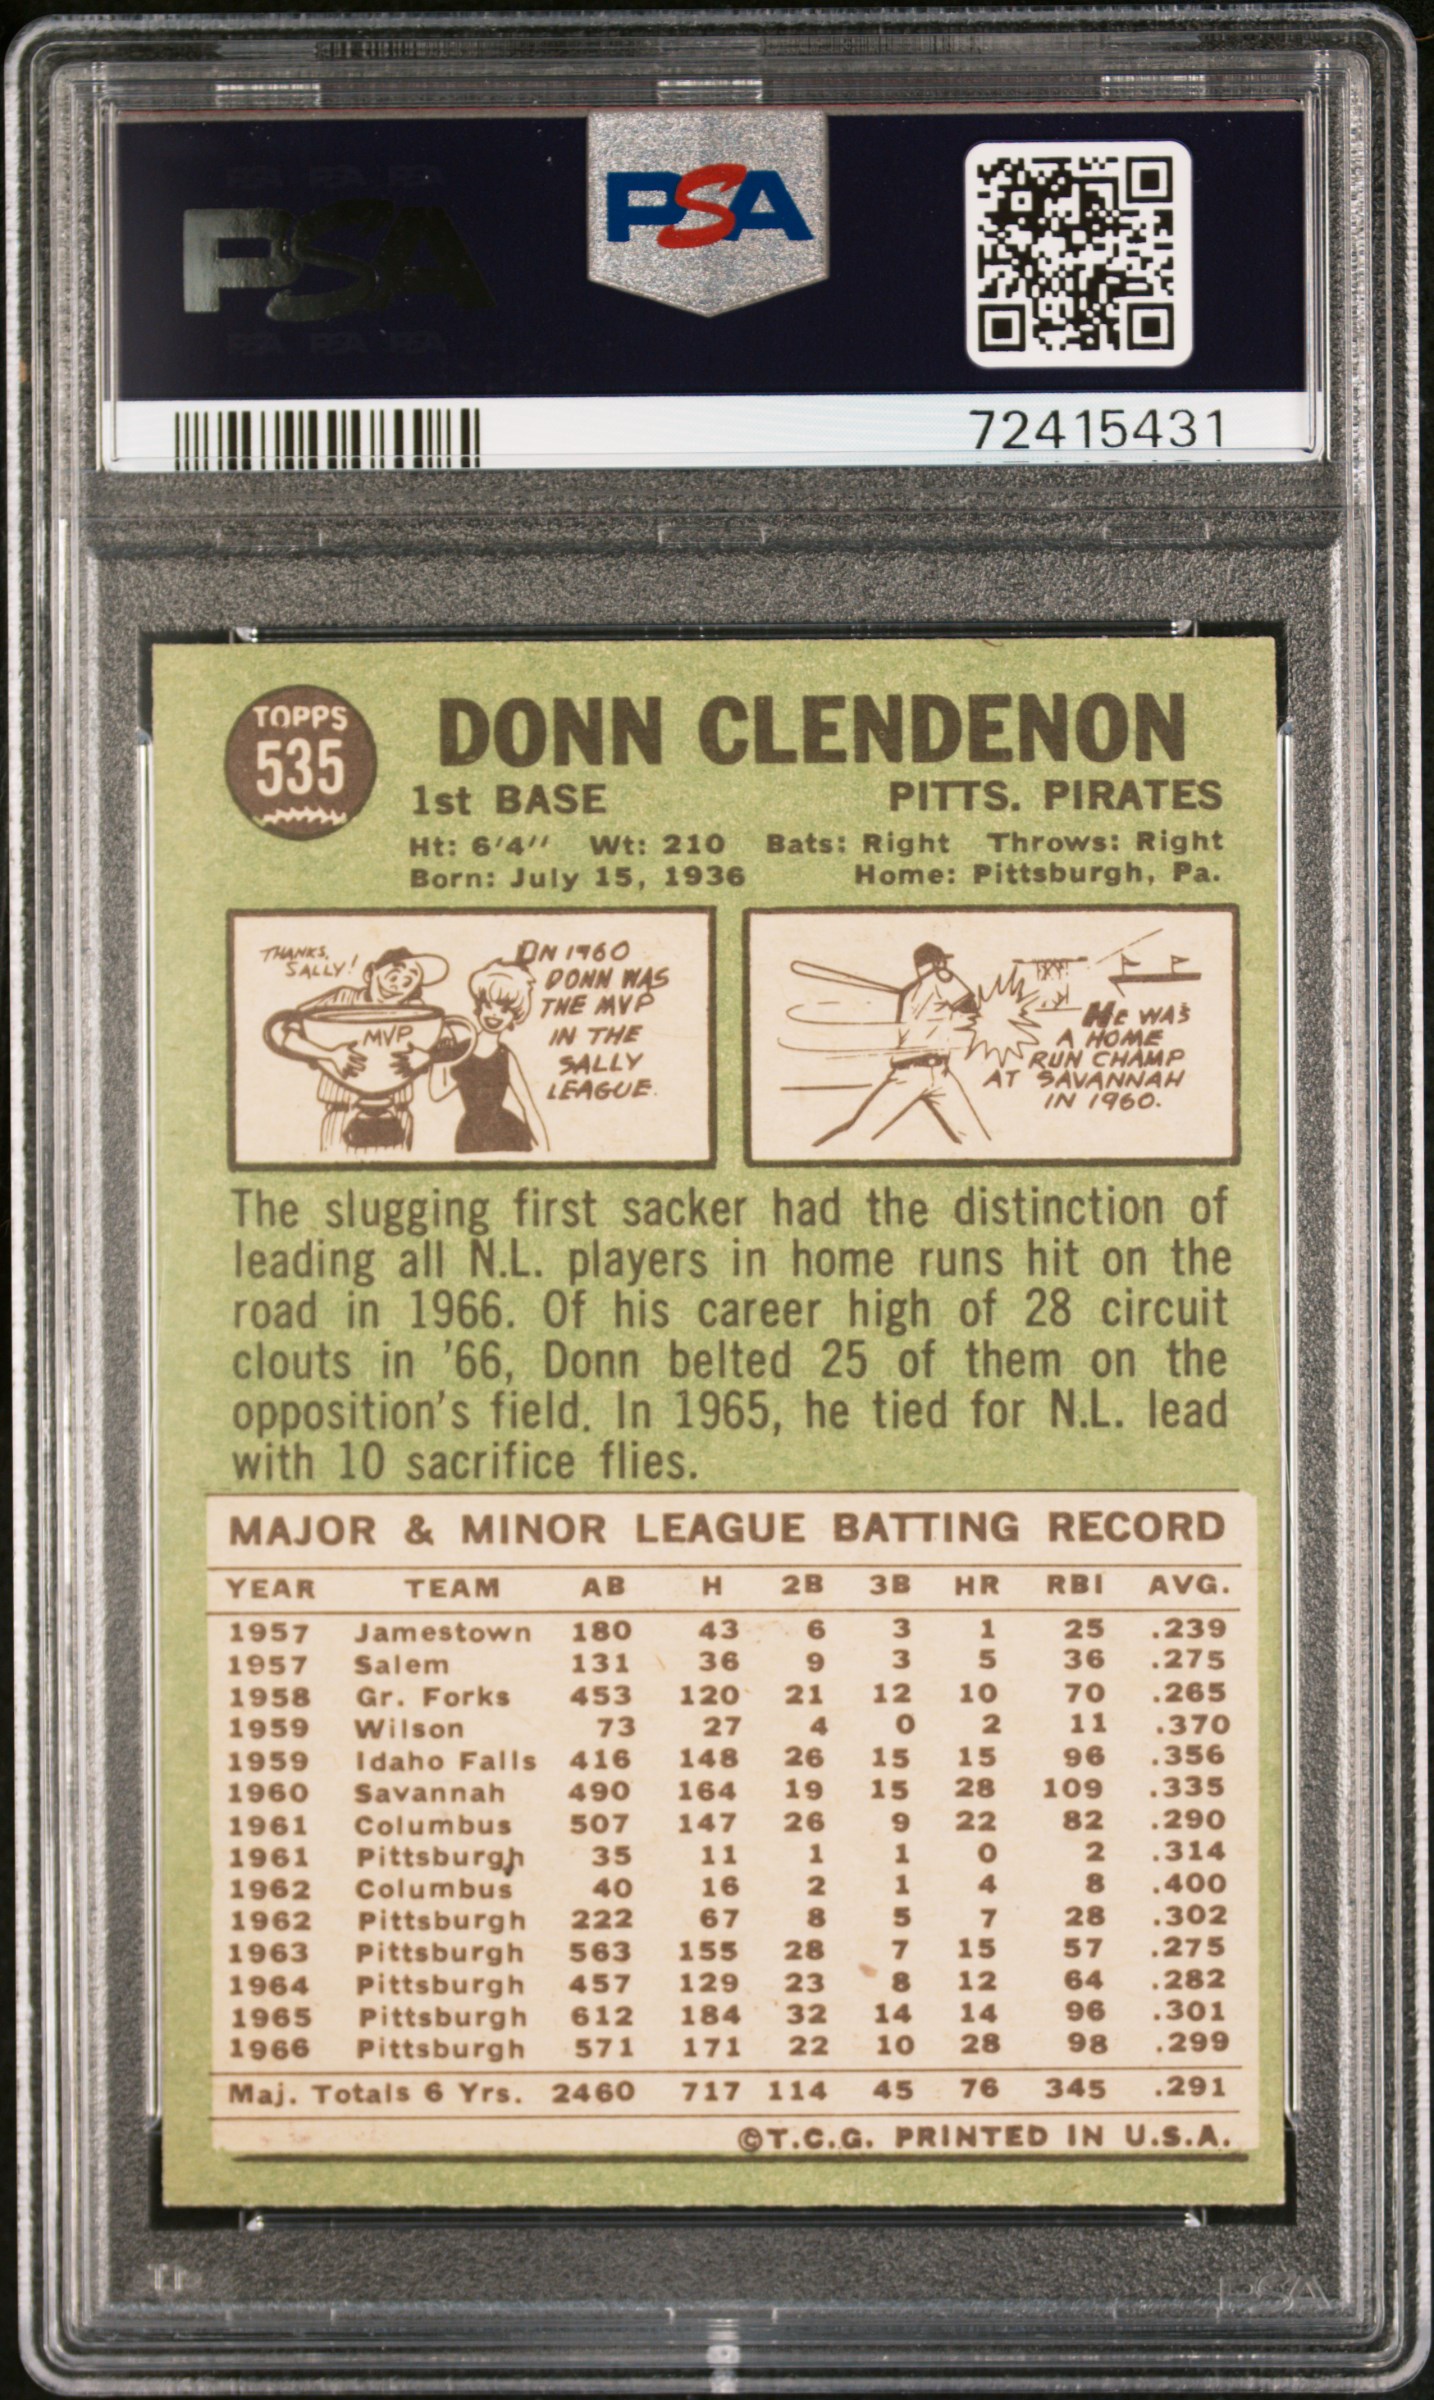 PSA
PSA
72415431
TOPPS
535
DONN CLENDENON
1st BASE PITTS. PIRATES
Ht: 6'4" Wt: 210 Bats: Right Throws: Right
Born: July 15, 1936 Home: Pittsburgh, Pa.
THANKS,
SALLY!
MVP
IN 1960
DONN WAS
THE MVP
IN THE
SALLY
LEAGUE.
HE WAS
A HOME
RUN CHAMP
AT SAVANNAH
IN 1960.
The slugging first sacker had the distinction of
leading all N.L. players in home runs hit on the
road in 1966. Of his career high of 28 circuit
clouts in '66, Donn belted 25 of them on the
opposition's field. In 1965, he tied for N.L. lead
with 10 sacrifice flies.
MAJOR & MINOR LEAGUE BATTING RECORD
YEAR TEAM AB H 2B 3B HR RBI AVG.
1957 Jamestown 180 43 6 3 1 25 .239
1957 Salem 131 36 9 3 5 36 .275
1958 Gr. Forks 453 120 21 12 10 70 .265
1959 Wilson 73 27 4 0 2 11 .370
1959 Idaho Falls 416 148 26 15 15 96 .356
1960 Savannah 490 164 19 15 28 109 .335
1961 Columbus 507 147 26 9 22 82 .290
1961 Pittsburgh 35 11 1 1 0 2 .314
1962 Columbus 40 16 2 1 4 8 .400
1962 Pittsburgh 222 67 8 5 7 28 .302
1963 Pittsburgh 563 155 28 7 15 57 .275
1964 Pittsburgh 457 129 23 8 12 64 .282
1965 Pittsburgh 612 184 32 14 14 96 .301
1966 Pittsburgh 571 171 22 10 28 98 .299
Maj. Totals 6 Yrs. 2460 717 114 45 76 345 .291
©T.C.G. PRINTED IN U.S.A.
PSA